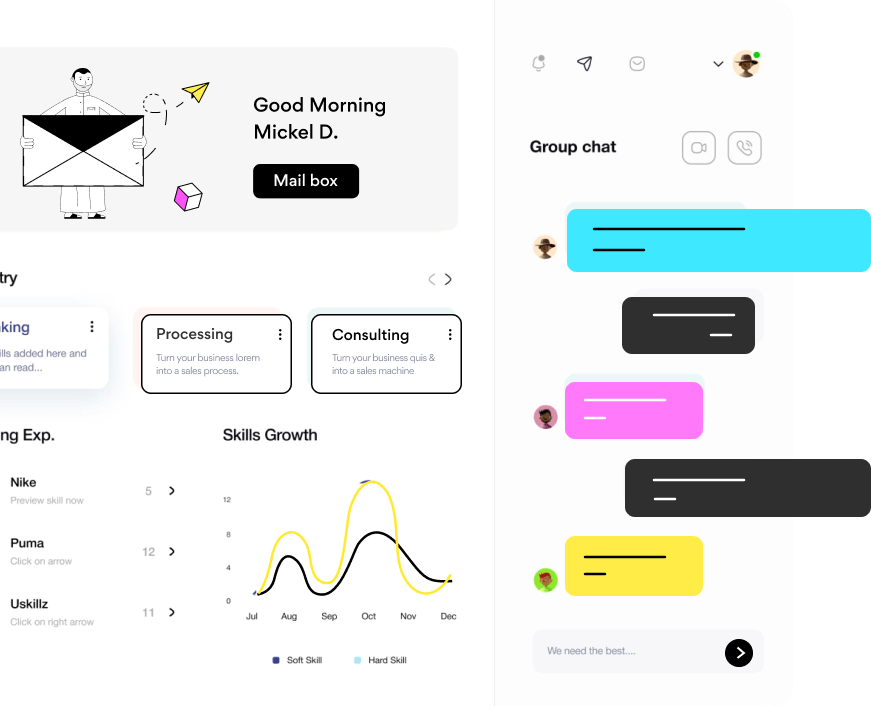 Good Morning
Mickel D.
Mail box
try
king
ills added here and
an read...
Processing
Turn your business lorem
into a sales process.
Consulting
Turn your business quis &
into a sales machine
ng Exp.
Nike
Preview skill now
5
Puma
Click on arrow
12
Uskillz
Click on right arrow
11
Skills Growth
12
8
4
0
Jul Aug Sep Oct Nov Dec
Soft Skill Hard Skill
Group chat
We need the best....